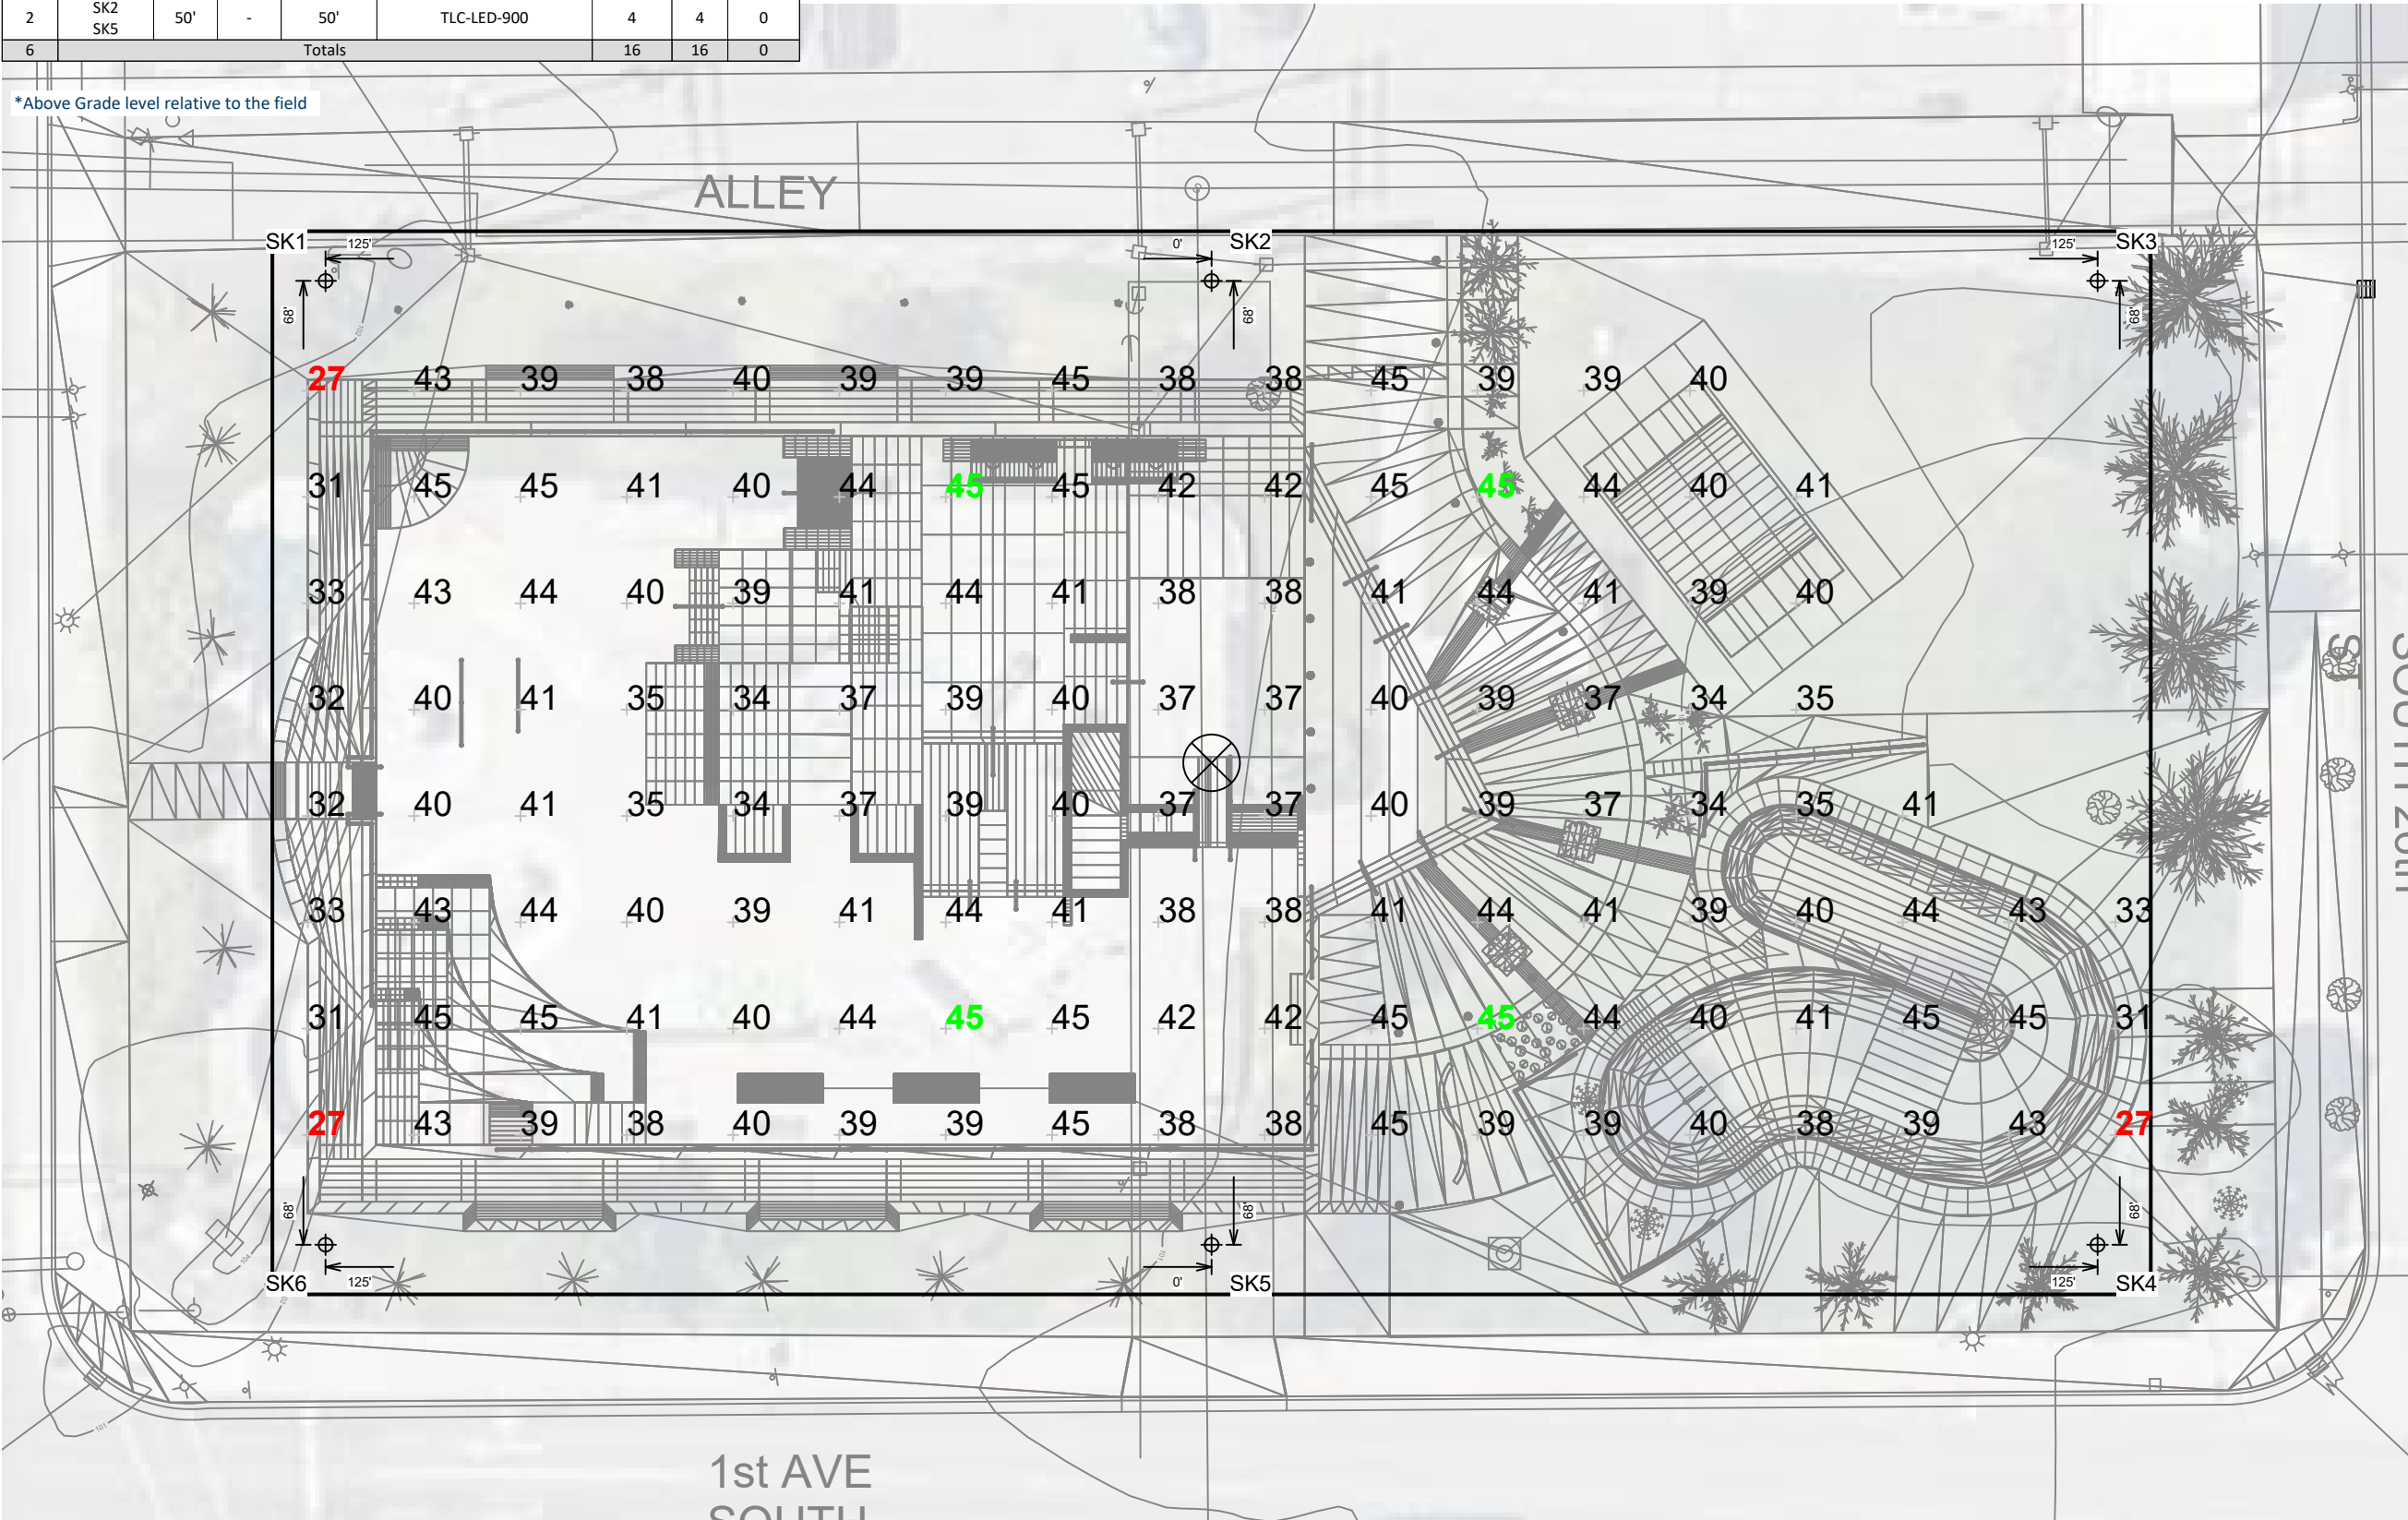 2 SK2 50' - 50' TLC-LED-900 4 4 0
SK5
6 Totals 16 16 0
*Above Grade level relative to the field
ALLEY
SK1 125' 0' SK2 125' SK3
68' 68' 68'
102
27 43 39 38 40 39 39 45 38 38 45 39 39 40
31 45 45 41 40 44 45 45 42 42 45 45 44 40 41
33 43 44 40 39 41 44 41 38 38 41 44 41 39 40
32 40 41 35 34 37 39 40 37 37 40 39 37 34 35
32 40 41 35 34 37 39 40 37 37 40 39 37 34 35 41
33 43 44 40 39 41 44 41 38 38 41 44 41 39 40 44 43 33
31 45 45 41 40 44 45 45 42 42 45 45 44 40 41 45 45 31
27 43 39 38 40 39 39 45 38 38 45 39 39 40 38 39 43 27
68' 68' 68'
104
101
SK6 125' 0' SK5 125' SK4
101
SOUTH 20th
ST
1st AVE
SOUTH